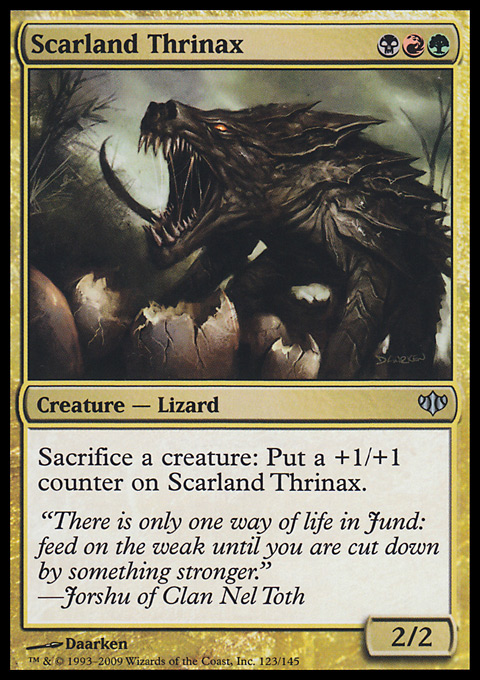 Scarland Thrinax
DAARKEN
Creature — Lizard
Sacrifice a creature: Put a +1/+1
counter on Scarland Thrinax.
“There is only one way of life in Jund:
feed on the weak until you are cut down
by something stronger.”
—Jorshu of Clan Nel Toth
2/2
Daarken
™ & © 1993–2009 Wizards of the Coast, Inc. 123/145